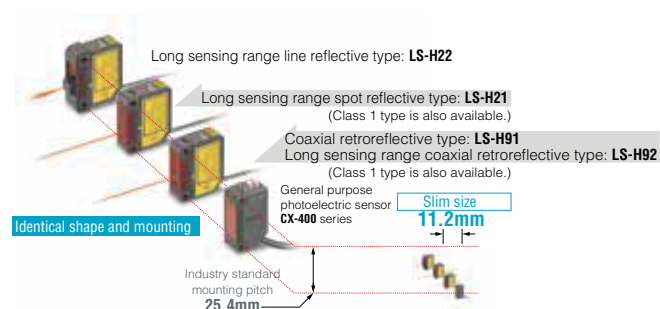 Long sensing range line reflective type: LS-H22
Long sensing range spot reflective type: LS-H21
(Class 1 type is also available.)
Coaxial retroreflective type: LS-H91
Long sensing range coaxial retroreflective type: LS-H92
(Class 1 type is also available.)
General purpose
photoelectric sensor
CX-400 series
Slim size
11.2mm
Identical shape and mounting
Industry standard
mounting pitch
25.4mm